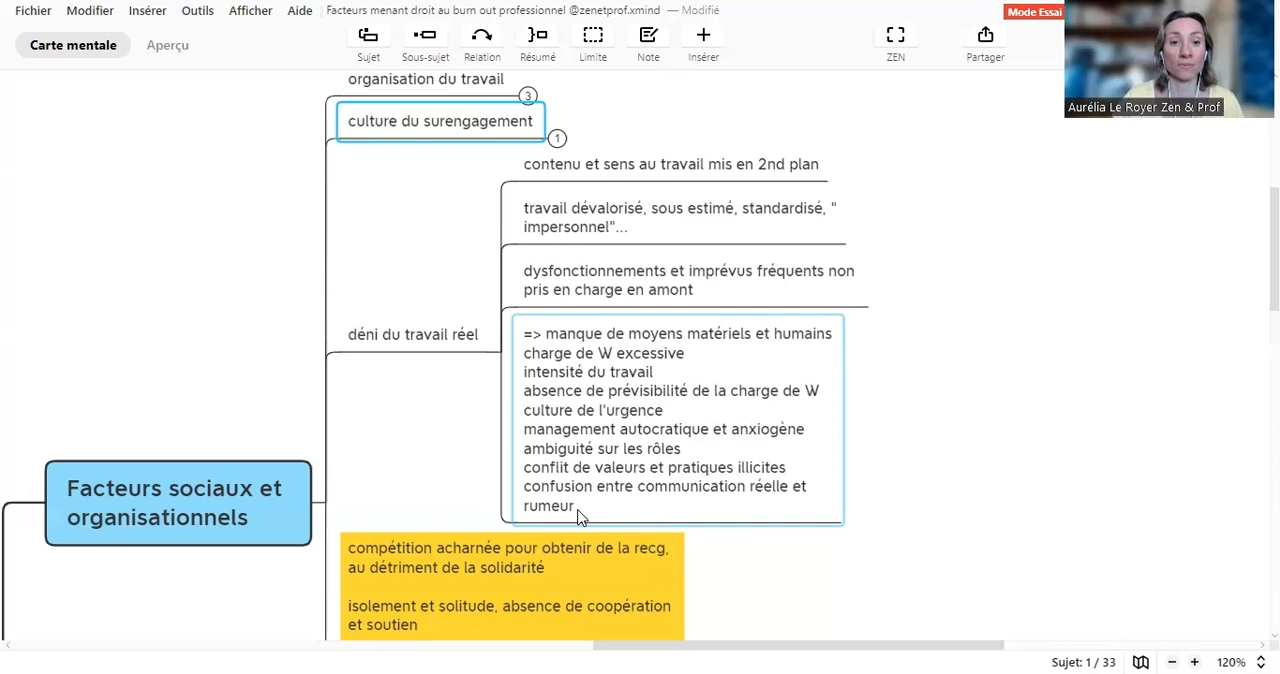 Fichier Modifier Insérer Outils Afficher Aide Facteurs menant droit au burn out professionnel @zenetprof.xmind — Modifié
Mode Essai
Carte mentale Aperçu
Sujet Sous-sujet Relation Résumé Limite Note Insérer ZEN Partager
Aurélia Le Royer Zen & Prof
organisation du travail
3
culture du surengagement
1
contenu et sens au travail mis en 2nd plan
travail dévalorisé, sous estimé, standardisé, "
impersonnel"...
dysfonctionnements et imprévus fréquents non
pris en charge en amont
déni du travail réel
=> manque de moyens matériels et humains
charge de W excessive
intensité du travail
absence de prévisibilité de la charge de W
culture de l'urgence
management autocratique et anxiogène
ambiguité sur les rôles
conflit de valeurs et pratiques illicites
confusion entre communication réelle et
rumeur
Facteurs sociaux et
organisationnels
compétition acharnée pour obtenir de la recg,
au détriment de la solidarité
isolement et solitude, absence de coopération
et soutien
Sujet: 1 / 33 120%